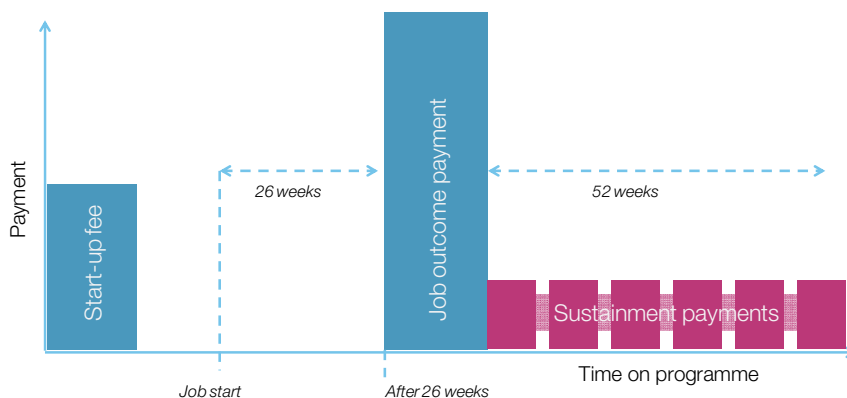 Payment
Start-up fee
Job outcome payment
26 weeks
52 weeks
Sustainment payments
Job start
After 26 weeks
Time on programme